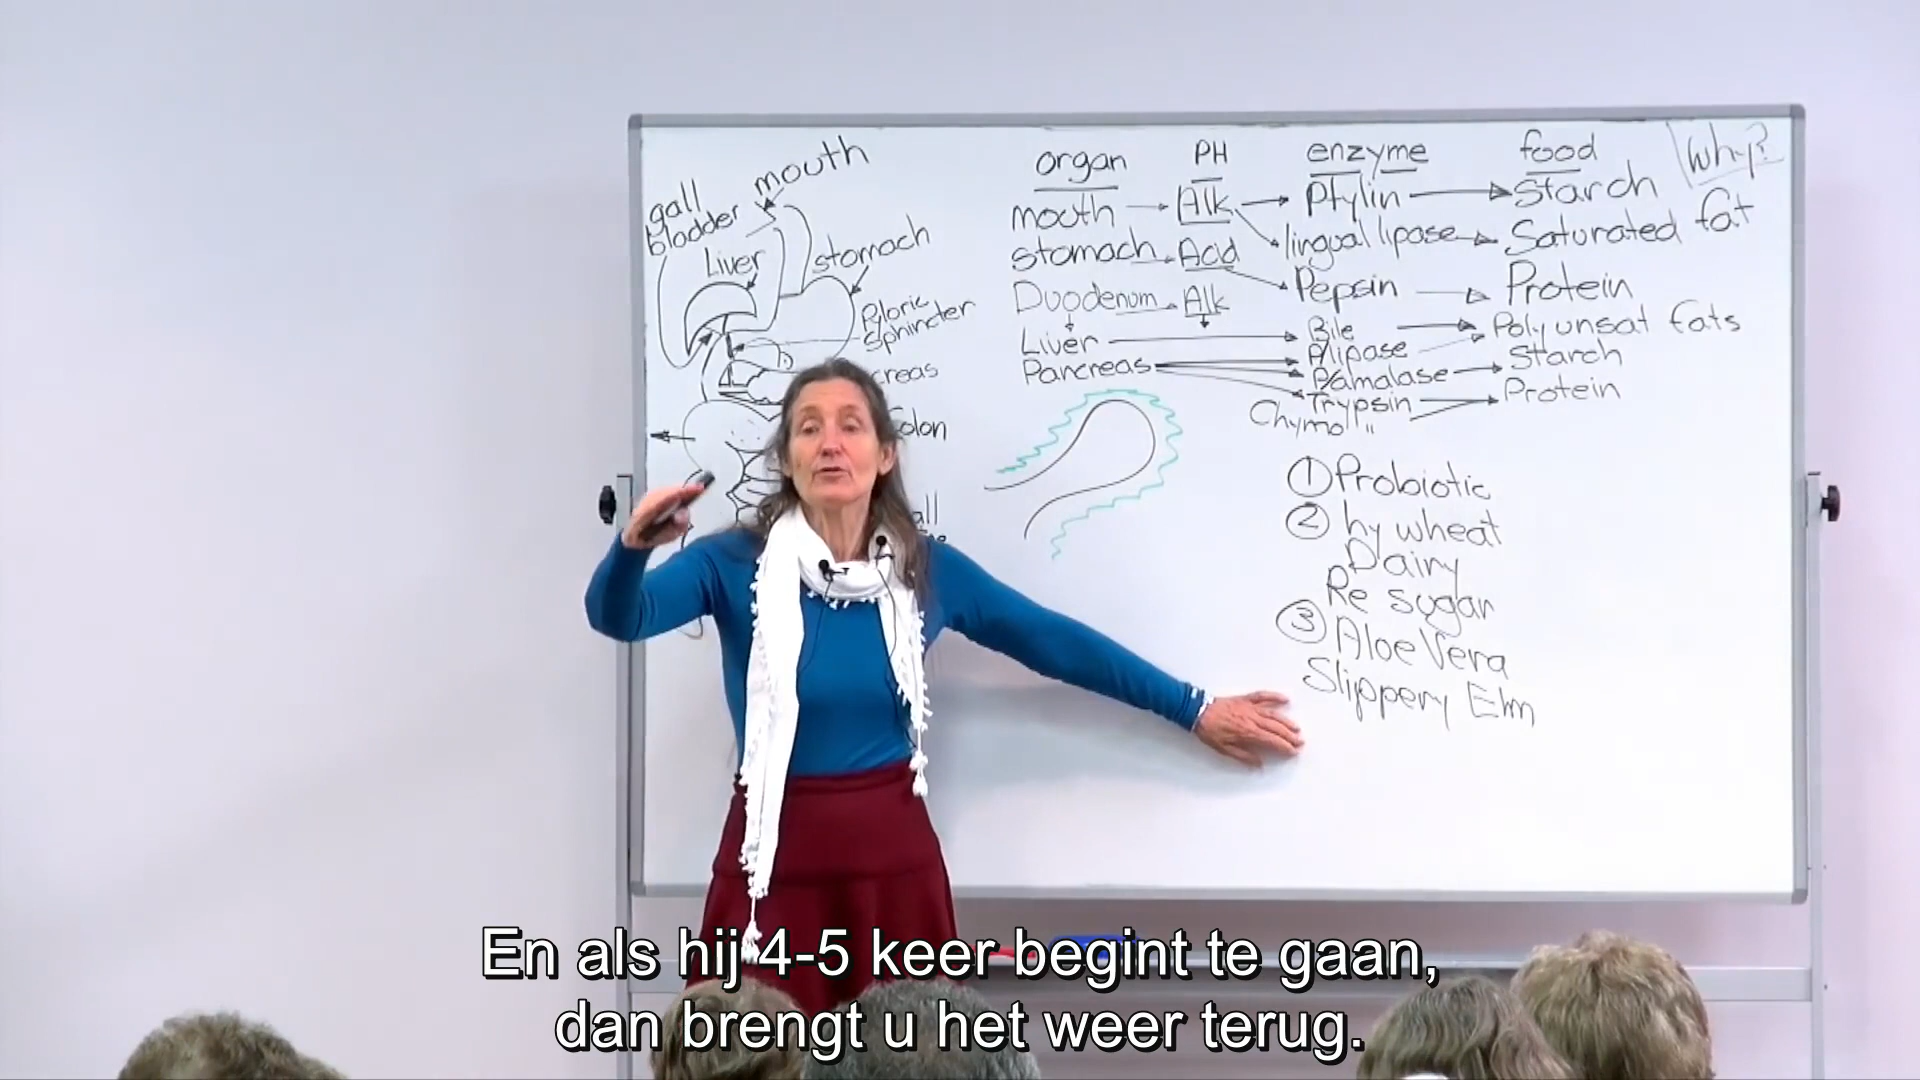 mouth
gall
bladder
Liver
stomach
Pyloric
Sphincter
creas
Colon
all
organ PH enzyme food Why?
mouth Alk Ptylin Starch
lingual lipase Saturated fat
stomach Acid Pepsin Protein
Duodenum Alk
Liver Bile Poly unsat fats
Pancreas P/lipase
P/amalase Starch
Trypsin Protein
Chymo "
① Probiotic
② hy wheat
Dairy
Re sugar
③ Aloe Vera
Slippery Elm
En als hij 4-5 keer begint te gaan,
dan brengt u het weer terug.